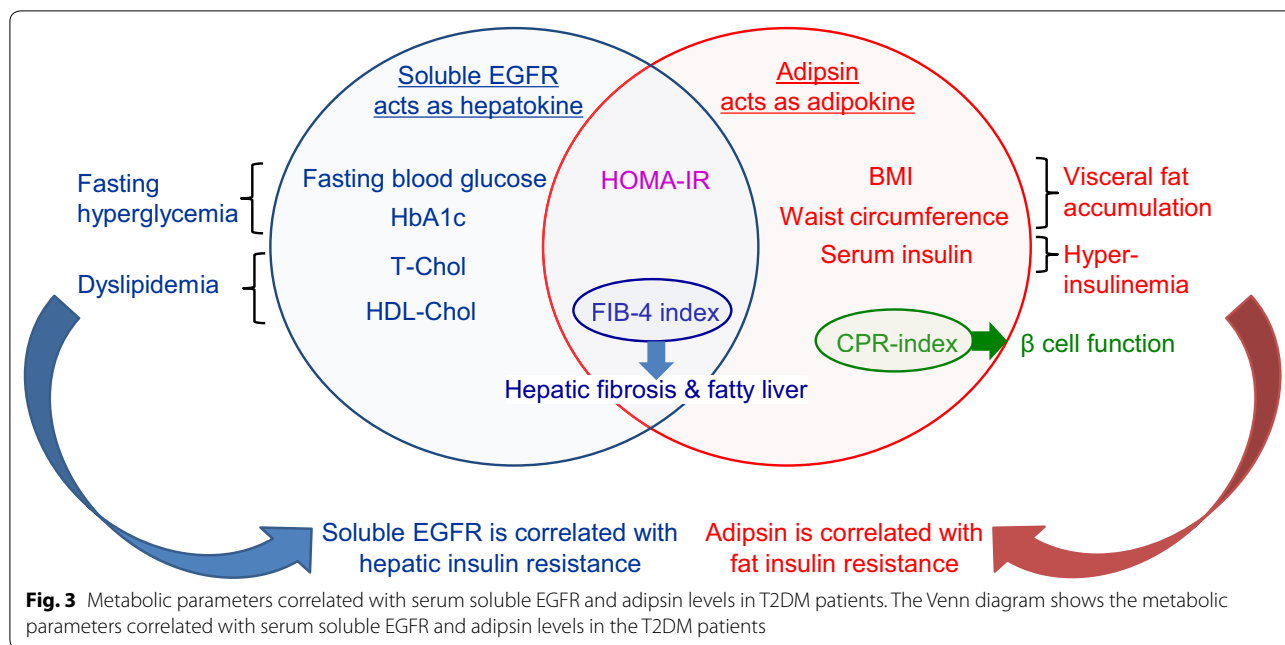 Soluble EGFR
acts as hepatokine
Adipsin
acts as adipokine
Fasting
hyperglycemia
Fasting blood glucose
HbA1c
HOMA-IR
BMI
Waist circumference
Serum insulin
Visceral fat
accumulation
Dyslipidemia
T-Chol
HDL-Chol
FIB-4 index
Hyper-
insulinemia
CPR-index
β cell function
Hepatic fibrosis & fatty liver
Soluble EGFR is correlated with
hepatic insulin resistance
Adipsin is correlated with
fat insulin resistance
Fig. 3 Metabolic parameters correlated with serum soluble EGFR and adipsin levels in T2DM patients. The Venn diagram shows the metabolic
parameters correlated with serum soluble EGFR and adipsin levels in the T2DM patients